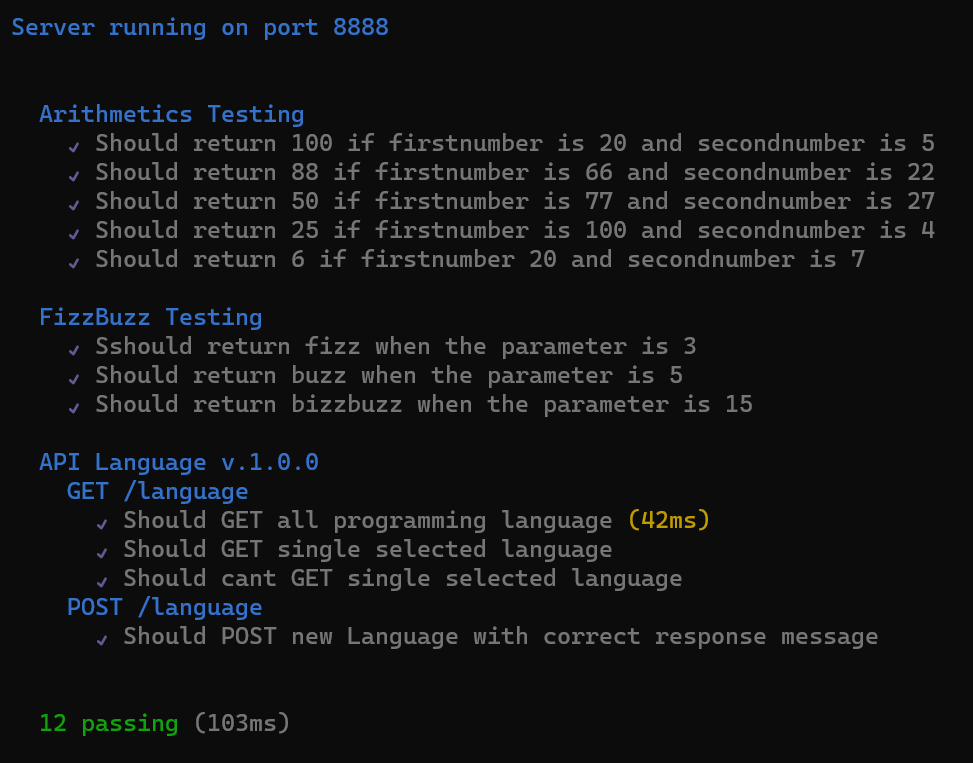 Server running on port 8888
Arithmetics Testing
✓ Should return 100 if firstnumber is 20 and secondnumber is 5
✓ Should return 88 if firstnumber is 66 and secondnumber is 22
✓ Should return 50 if firstnumber is 77 and secondnumber is 27
✓ Should return 25 if firstnumber is 100 and secondnumber is 4
✓ Should return 6 if firstnumber 20 and secondnumber is 7
FizzBuzz Testing
✓ Sshould return fizz when the parameter is 3
✓ Should return buzz when the parameter is 5
✓ Should return bizzbuzz when the parameter is 15
API Language v.1.0.0
GET /language
✓ Should GET all programming language (42ms)
✓ Should GET single selected language
✓ Should cant GET single selected language
POST /language
✓ Should POST new Language with correct response message
12 passing (103ms)